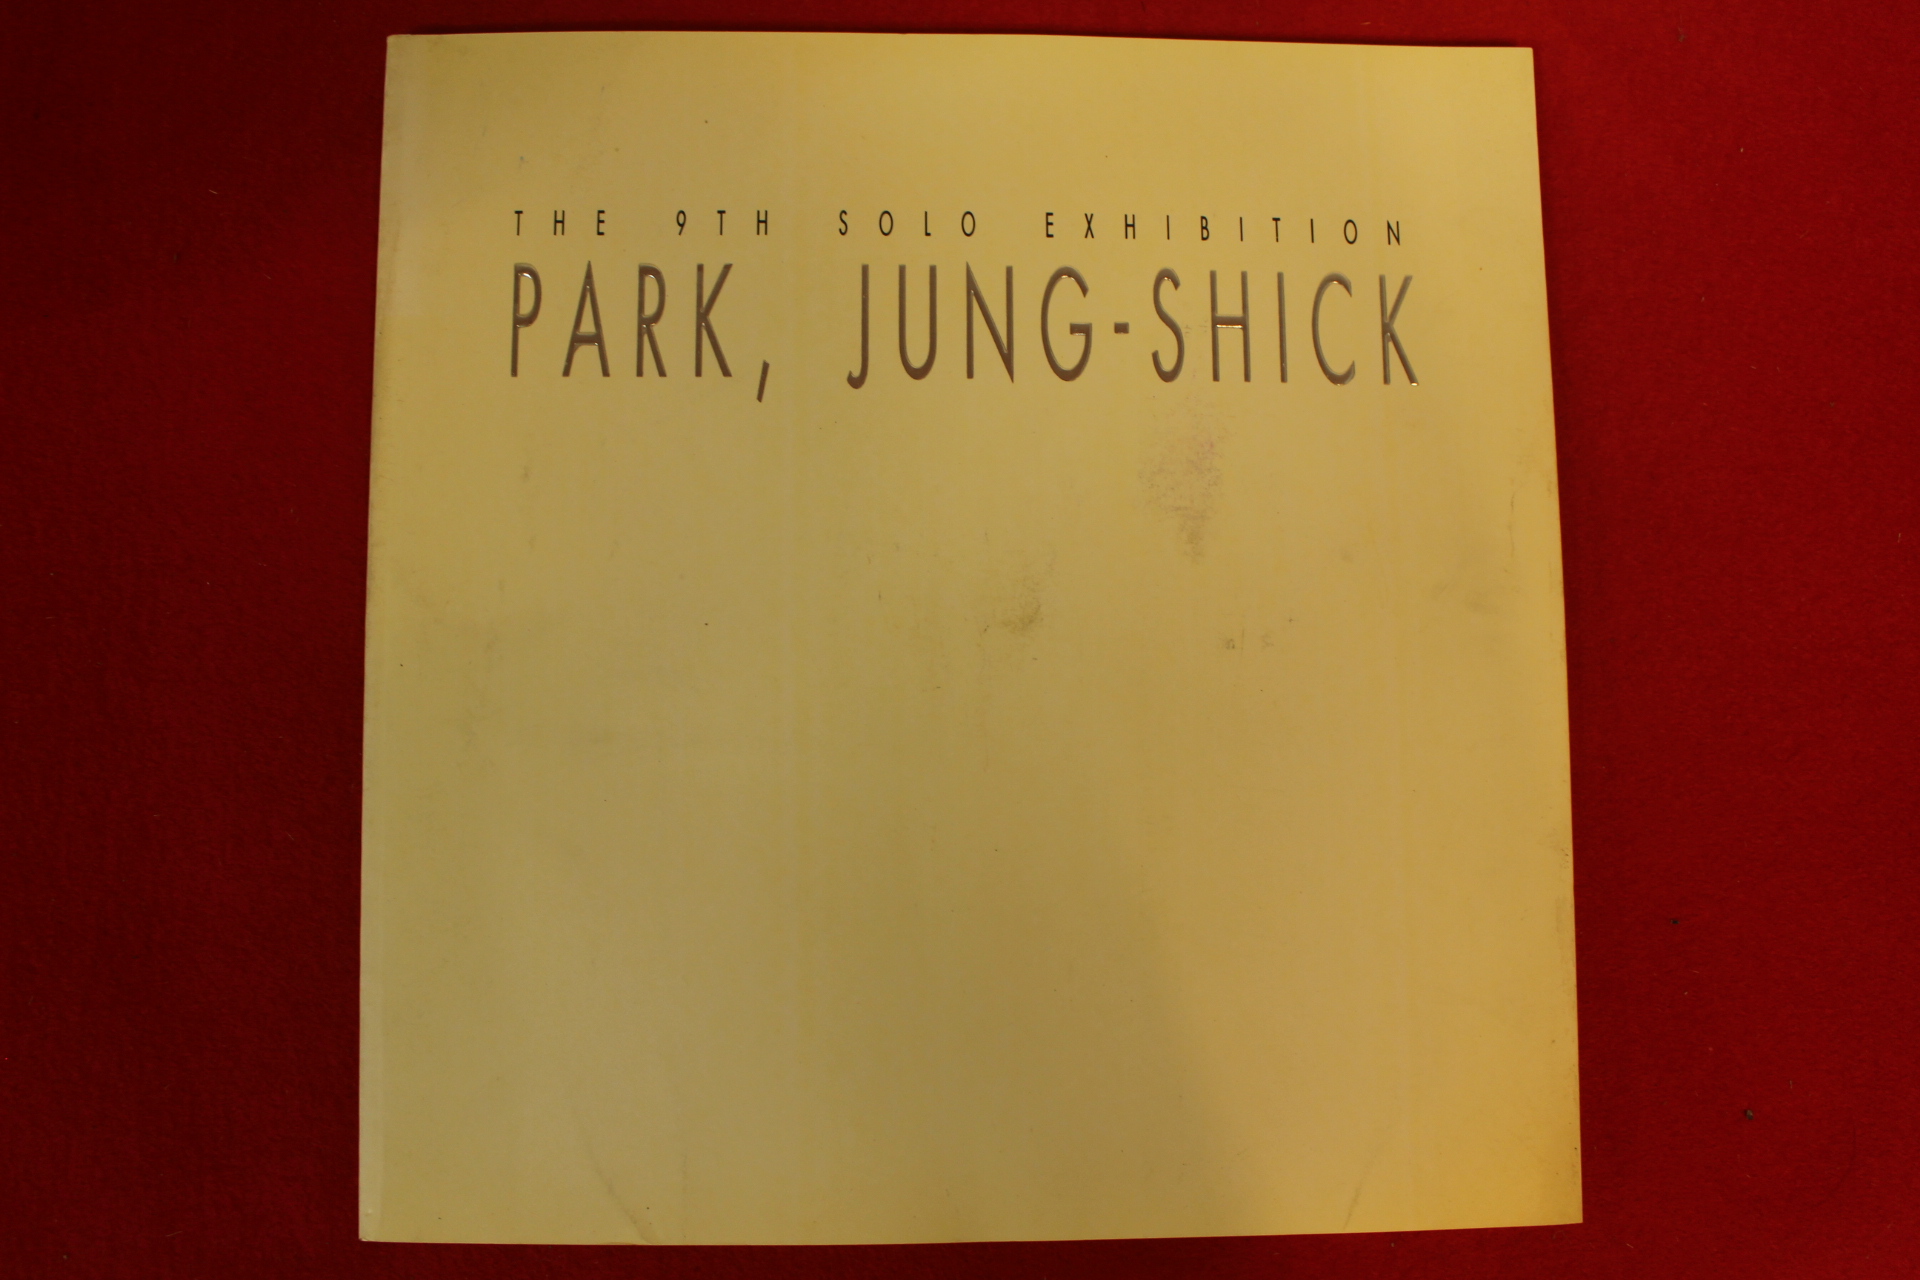 THE 9TH SOLO EXHIBITION
PARK, JUNG-SHICK